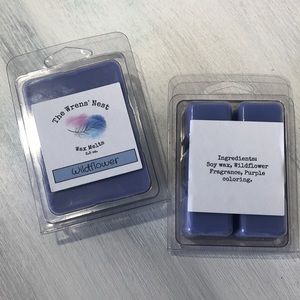 The Wrens' Nest
Wax Melts
Wildflower
Ingredients:
Soy wax, Wildflower
Fragrance, Purple
coloring.